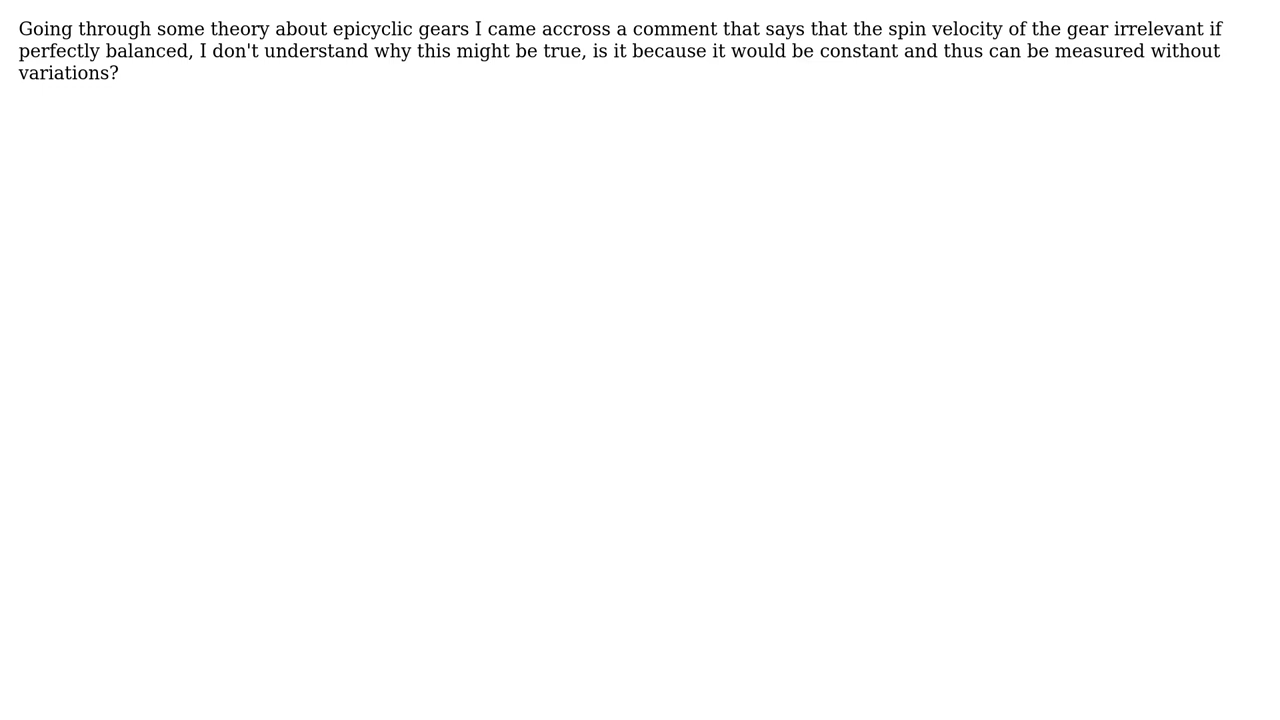 Going through some theory about epicyclic gears I came accross a comment that says that the spin velocity of the gear irrelevant if
perfectly balanced, I don't understand why this might be true, is it because it would be constant and thus can be measured without
variations?